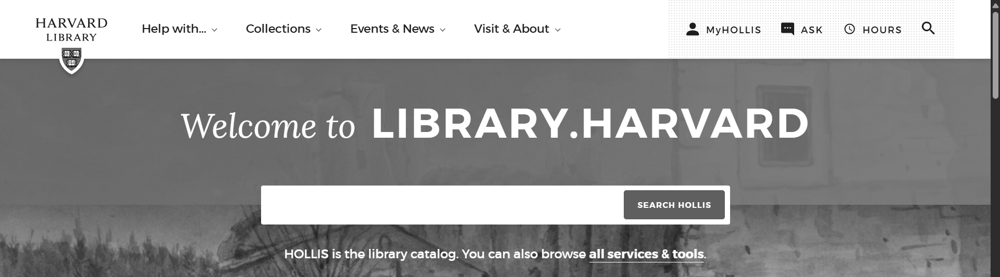 HARVARD
LIBRARY
VE RI
TAS
Help with...
Collections
Events & News
Visit & About
MyHOLLIS
ASK
HOURS
Welcome to LIBRARY.HARVARD
SEARCH HOLLIS
HOLLIS is the library catalog. You can also browse all services & tools.